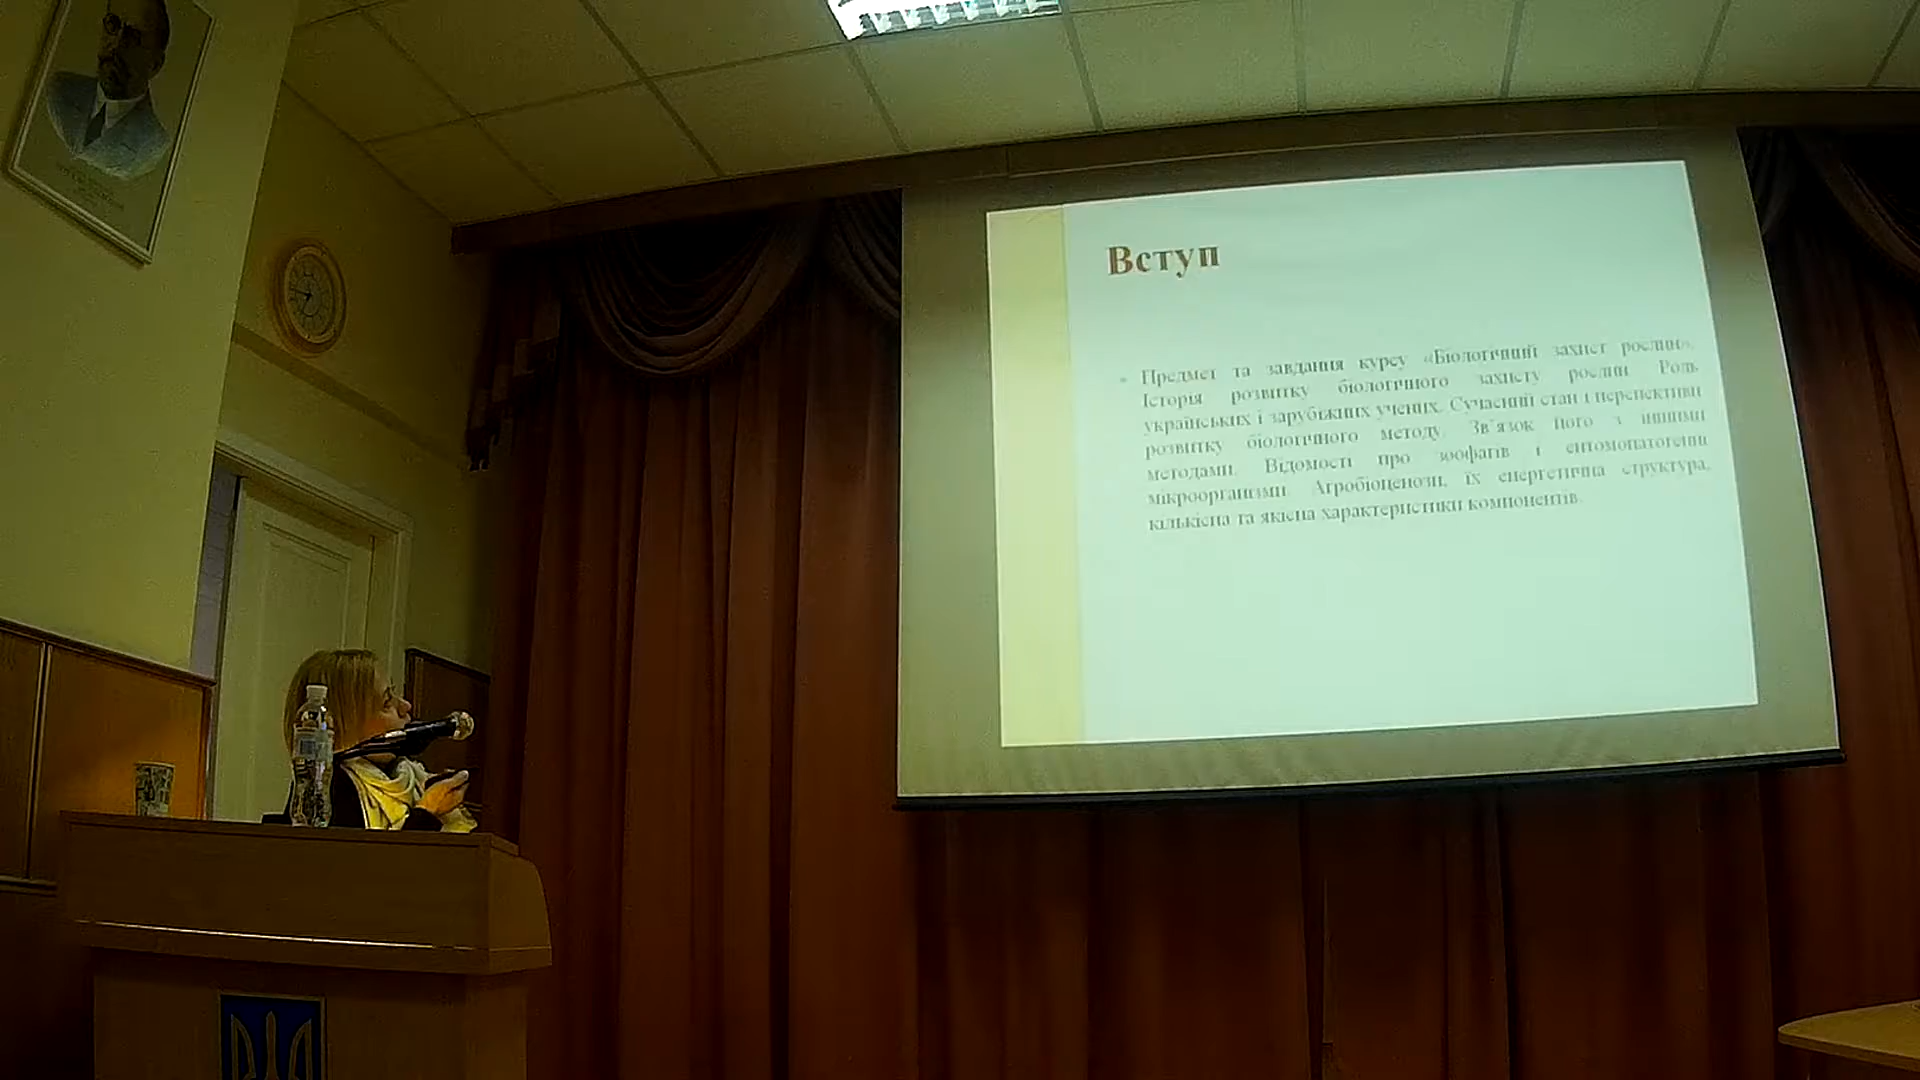 Вступ
Предмет та завдання курсу «Біологічний захист рослин».
Історія розвитку біологічного захисту рослин Роль
українських і зарубіжних учених. Сучасний стан і перспективи
розвитку біологічного методу. Зв'язок його з іншими
методами. Відомості про зоофагів і ентомопатогенні
мікроорганізми. Агробіоценози, їх енергетична структура,
кількісна та якісна характеристики компонентів.